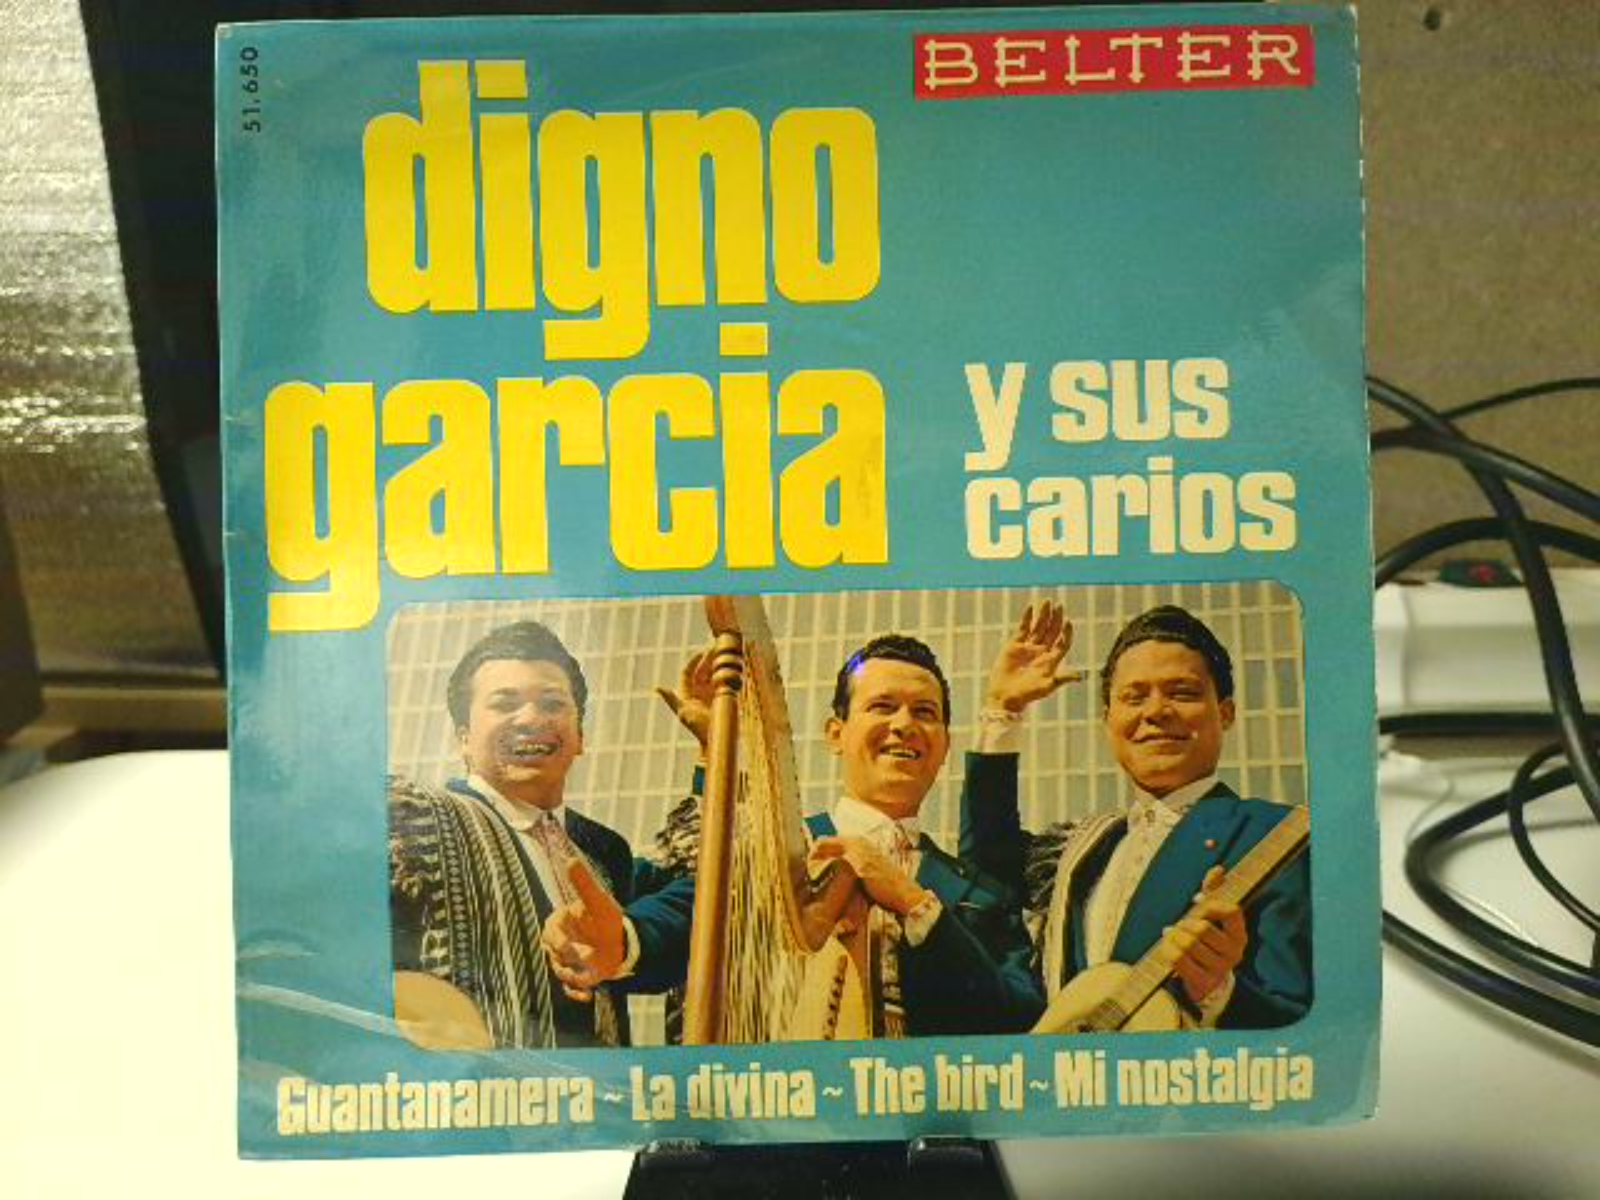 51.650
BELTER
digno
garcia
y sus
carios
Guantanamera ~ La divina ~ The bird ~ Mi nostalgia